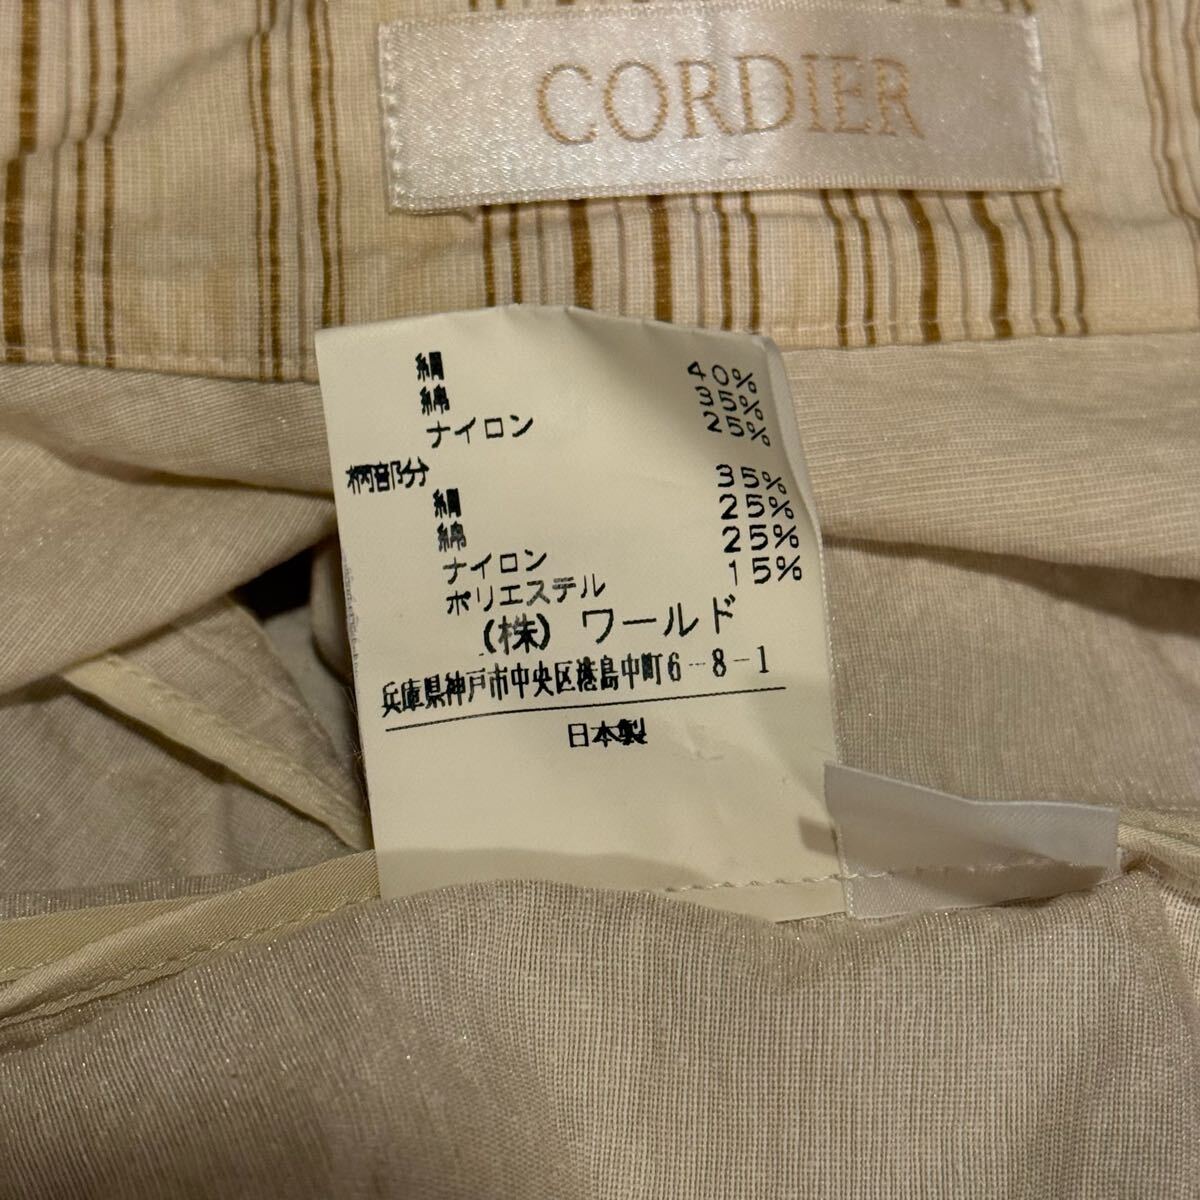 CORDIER
絹 40%
綿 35%
ナイロン 25%
柄部分
絹 35%
綿 25%
ナイロン 25%
ポリエステル 15%
(株) ワールド
兵庫県神戸市中央区港島中町6-8-1
日本製